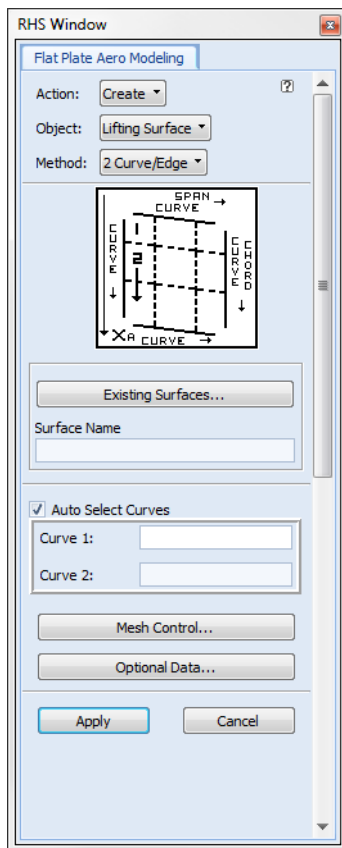 RHS Window
Flat Plate Aero Modeling
Action: Create
Object: Lifting Surface
Method: 2 Curve/Edge
SPAN
CURVE
CURVE
1
2
CURVE
CHORD
XA CURVE
Existing Surfaces...
Surface Name
Auto Select Curves
Curve 1:
Curve 2:
Mesh Control...
Optional Data...
Apply Cancel